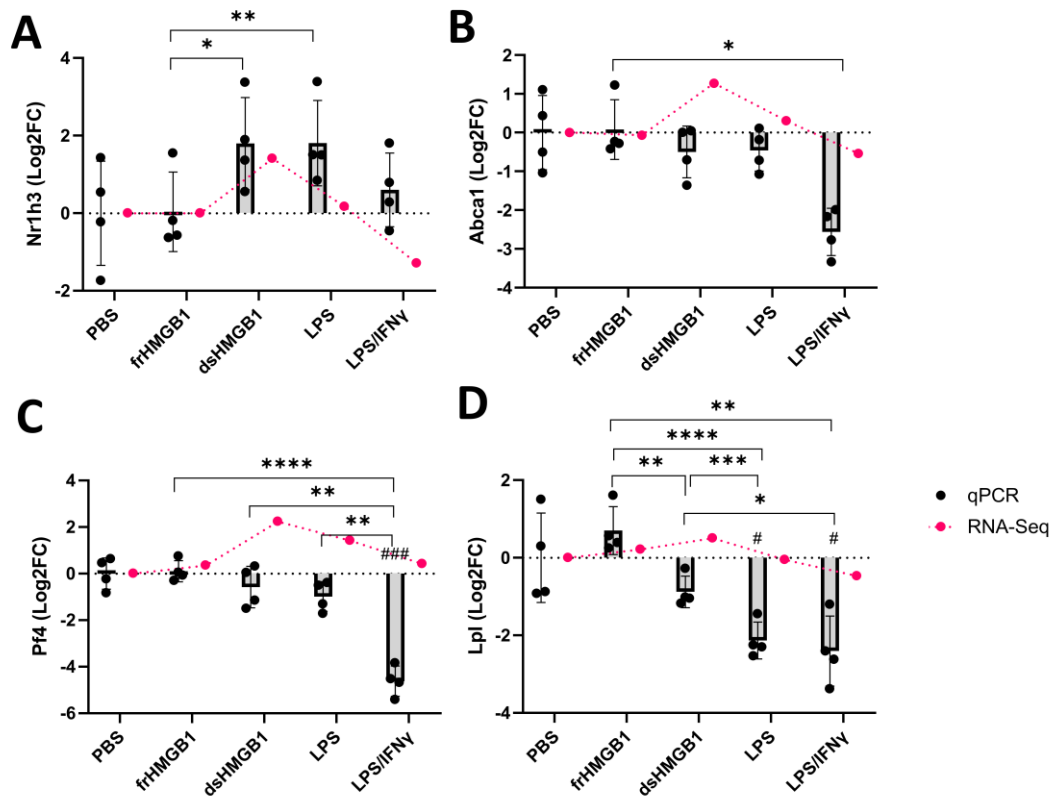 A
**
*
4
2
0
-2
Nr1h3 (Log2FC)
PBS
frHMGB1
dsHMGB1
LPS
LPS/IFNγ
B
*
2
1
0
-1
-2
-3
-4
Abca1 (Log2FC)
PBS
frHMGB1
dsHMGB1
LPS
LPS/IFNγ
C
****
**
**
###
4
2
0
-2
-4
-6
Pf4 (Log2FC)
PBS
frHMGB1
dsHMGB1
LPS
LPS/IFNγ
D
**
****
** ***
*
# #
2
0
-2
-4
Lpl (Log2FC)
PBS
frHMGB1
dsHMGB1
LPS
LPS/IFNγ
qPCR
RNA-Seq